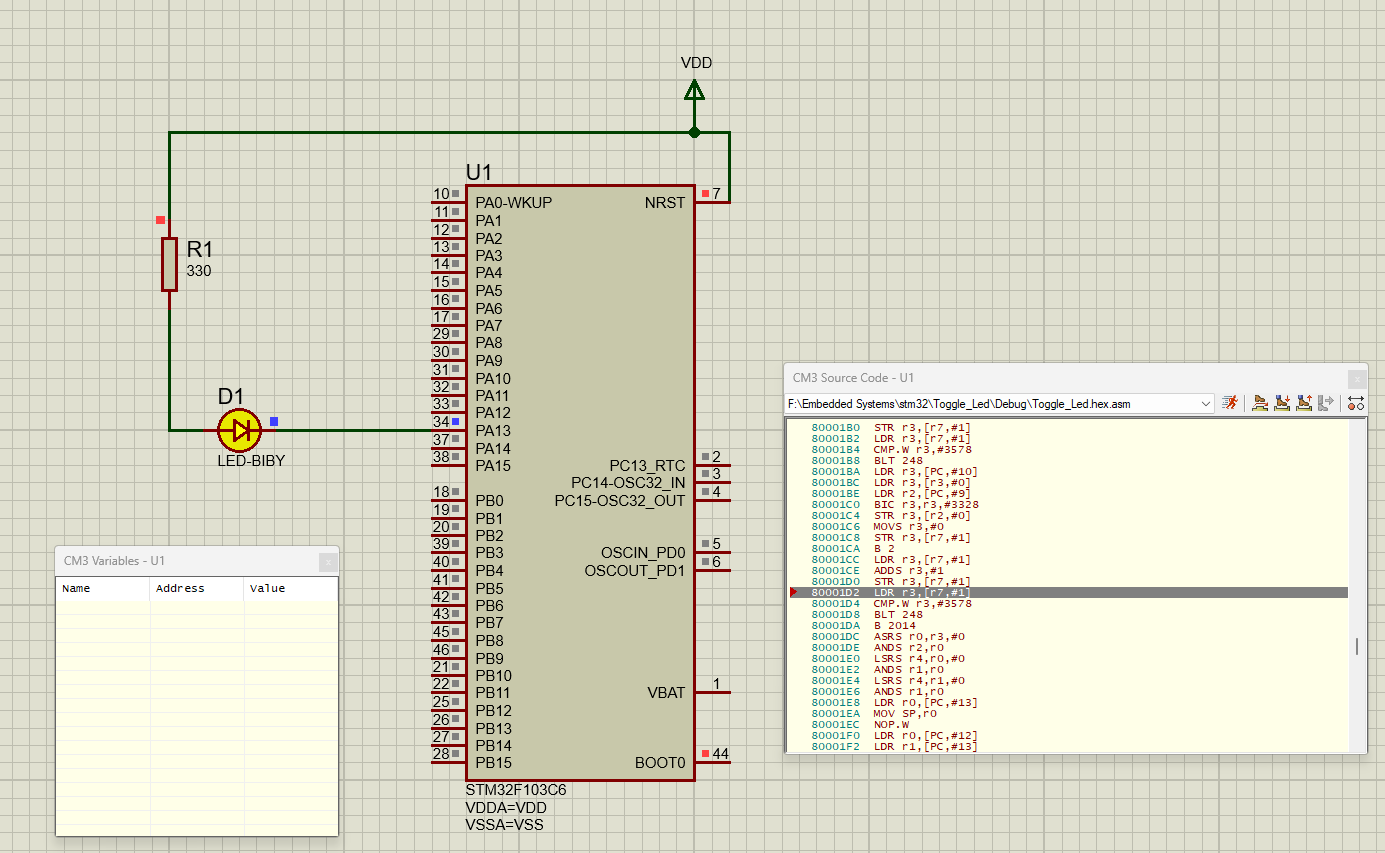 VDD
U1
10
PA0-WKUP
NRST
7
11
PA1
12
PA2
13
PA3
14
PA4
15
PA5
16
PA6
17
PA7
29
PA8
30
PA9
31
PA10
32
PA11
33
PA12
34
PA13
37
PA14
38
PA15
PC13_RTC
2
PC14-OSC32_IN
3
PC15-OSC32_OUT
4
18
PB0
19
PB1
20
PB2
39
PB3
OSCIN_PD0
5
40
PB4
OSCOUT_PD1
6
41
PB5
42
PB6
43
PB7
45
PB8
46
PB9
21
PB10
22
PB11
VBAT
1
25
PB12
26
PB13
27
PB14
28
PB15
BOOT0
44
STM32F103C6
VDDA=VDD
VSSA=VSS
R1
330
D1
LED-BIBY
CM3 Variables - U1
Name Address Value
CM3 Source Code - U1
F:\Embedded Systems\stm32\Toggle_Led\Debug\Toggle_Led.hex.asm
80001B0 STR r3,[r7,#1]
80001B2 LDR r3,[r7,#1]
80001B4 CMP.W r3,#3578
80001B8 BLT 248
80001BA LDR r3,[PC,#10]
80001BC LDR r3,[r3,#0]
80001BE LDR r2,[PC,#9]
80001C0 BIC r3,r3,#3328
80001C4 STR r3,[r2,#0]
80001C6 MOVS r3,#0
80001C8 STR r3,[r7,#1]
80001CA B 2
80001CC LDR r3,[r7,#1]
80001CE ADDS r3,#1
80001D0 STR r3,[r7,#1]
80001D2 LDR r3,[r7,#1]
80001D4 CMP.W r3,#3578
80001D8 BLT 248
80001DA B 2014
80001DC ASRS r0,r3,#0
80001DE ANDS r2,r0
80001E0 LSRS r4,r0,#0
80001E2 ANDS r1,r0
80001E4 LSRS r4,r1,#0
80001E6 ANDS r1,r0
80001E8 LDR r0,[PC,#13]
80001EA MOV SP,r0
80001EC NOP.W
80001F0 LDR r0,[PC,#12]
80001F2 LDR r1,[PC,#13]